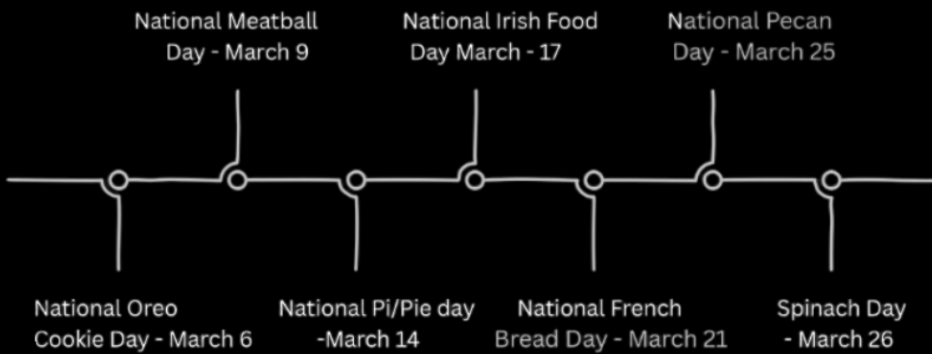 National Meatball
Day - March 9
National Irish Food
Day March - 17
National Pecan
Day - March 25
National Oreo
Cookie Day - March 6
National Pi/Pie day
-March 14
National French
Bread Day - March 21
Spinach Day
- March 26